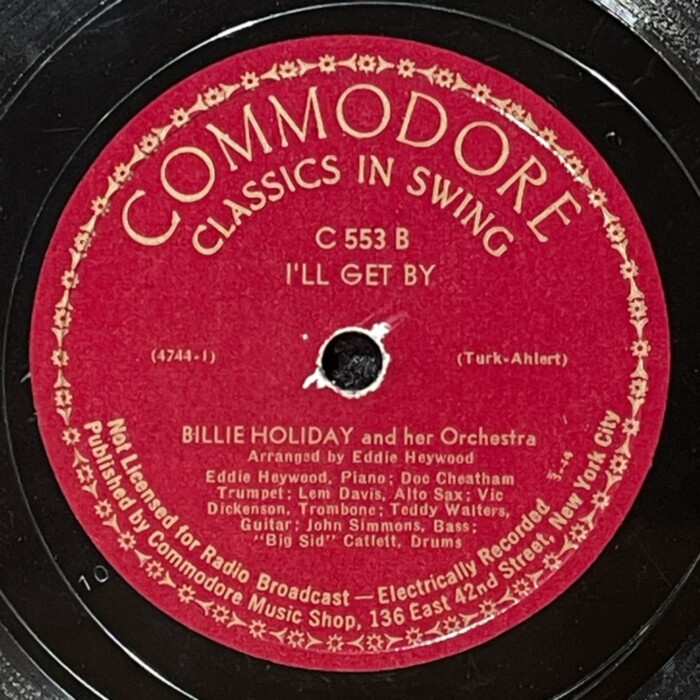 COMMODORE
CLASSICS IN SWING
C 553 B
I'LL GET BY
(4744-1)
(Turk-Ahlert)
BILLIE HOLIDAY and her Orchestra
Arranged by Eddie Heywood
Eddie Heywood, Piano; Doc Cheatham
Trumpet; Lem Davis, Alto Sax; Vic
Dickenson, Trombone; Teddy Walters,
Guitar; John Simmons, Bass;
"Big Sid" Catlett, Drums
5-44
Not Licensed for Radio Broadcast — Electrically Recorded
Published by Commodore Music Shop, 136 East 42nd Street, New York City
10